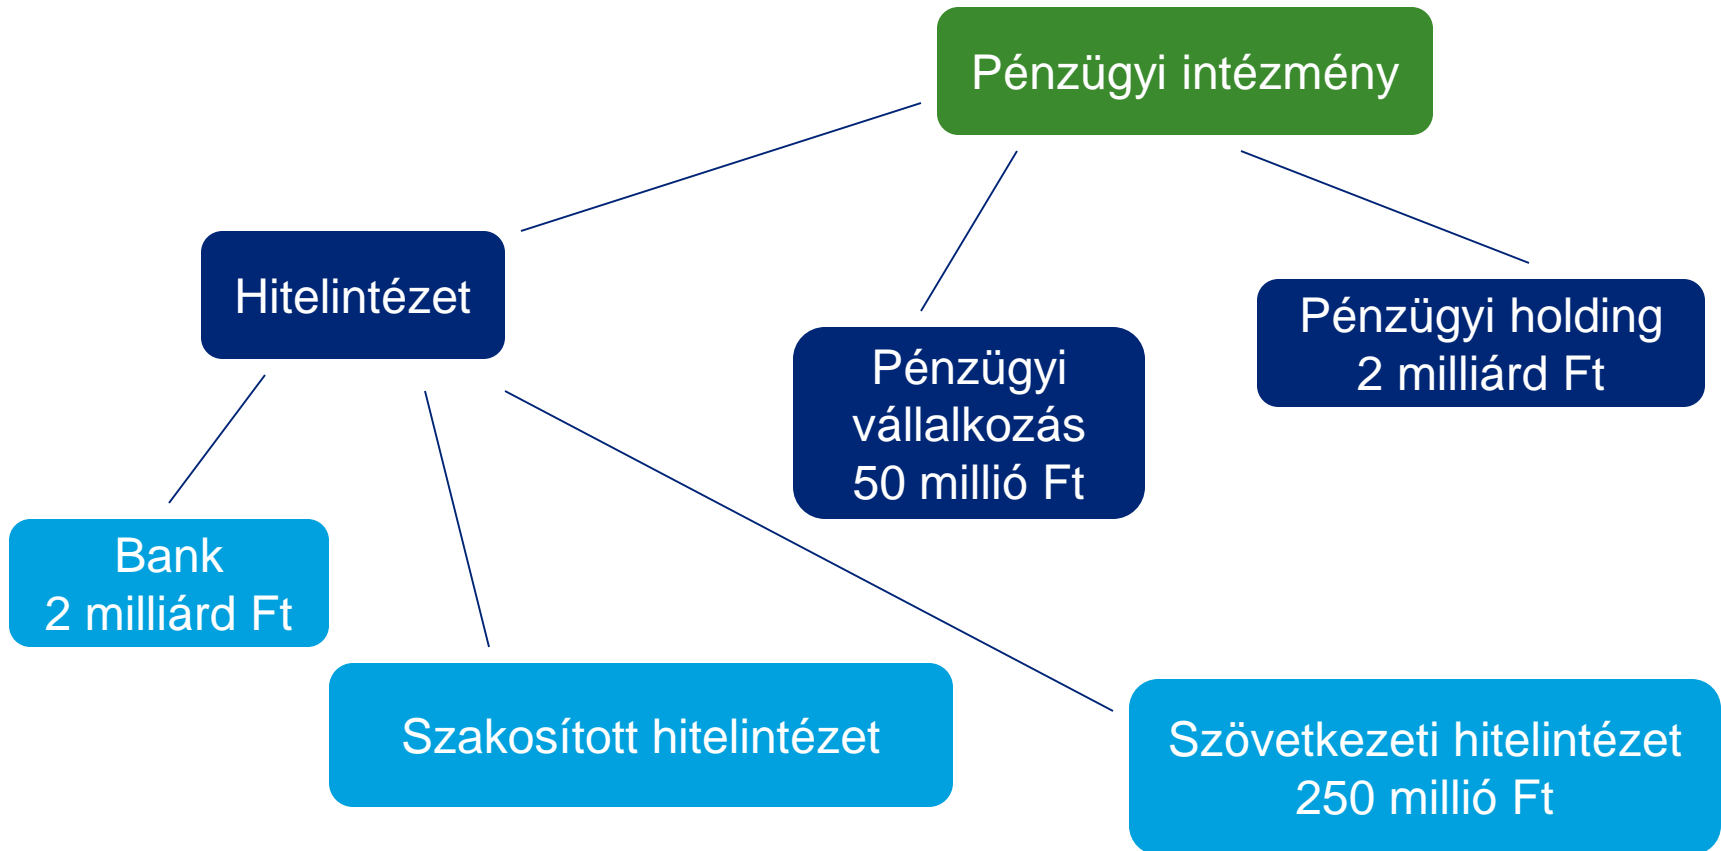 Pénzügyi intézmény
Hitelintézet
Pénzügyi
vállalkozás
50 millió Ft
Pénzügyi holding
2 milliárd Ft
Bank
2 milliárd Ft
Szakosított hitelintézet
Szövetkezeti hitelintézet
250 millió Ft